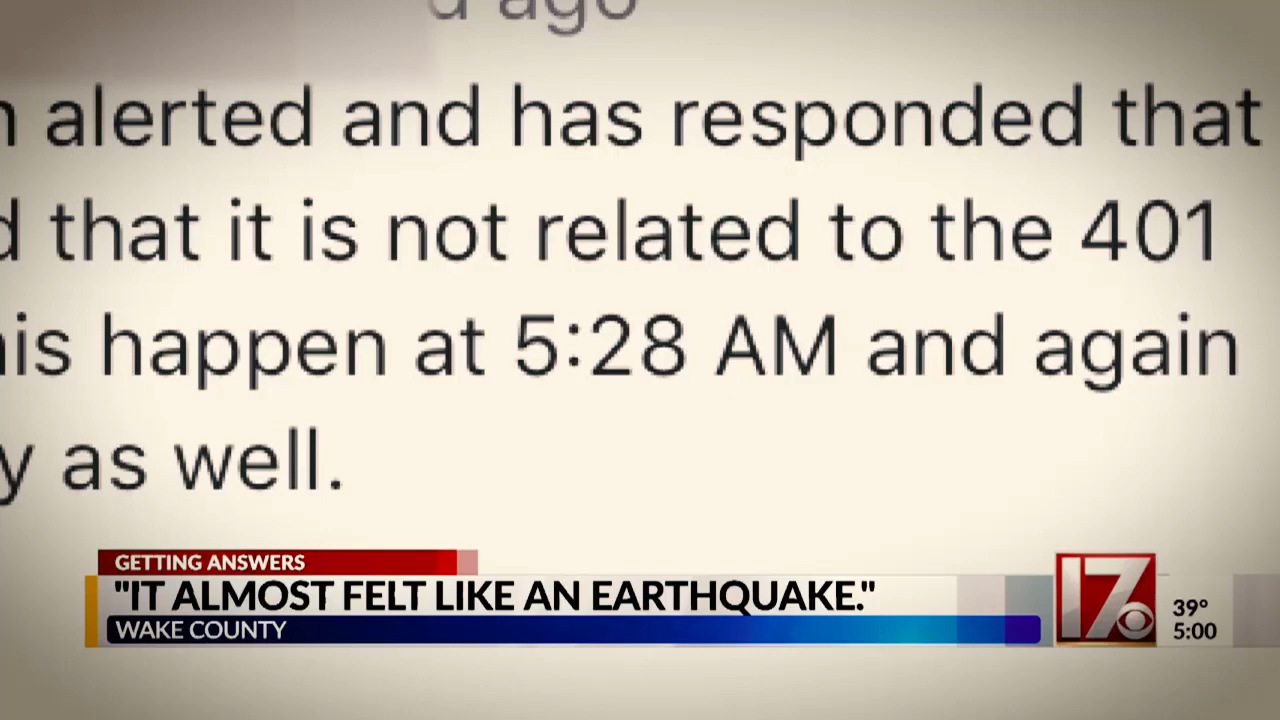 d ago
alerted and has responded that
that it is not related to the 401
happen at 5:28 AM and again
as well.
GETTING ANSWERS
"IT ALMOST FELT LIKE AN EARTHQUAKE."
WAKE COUNTY
17
39°
5:00